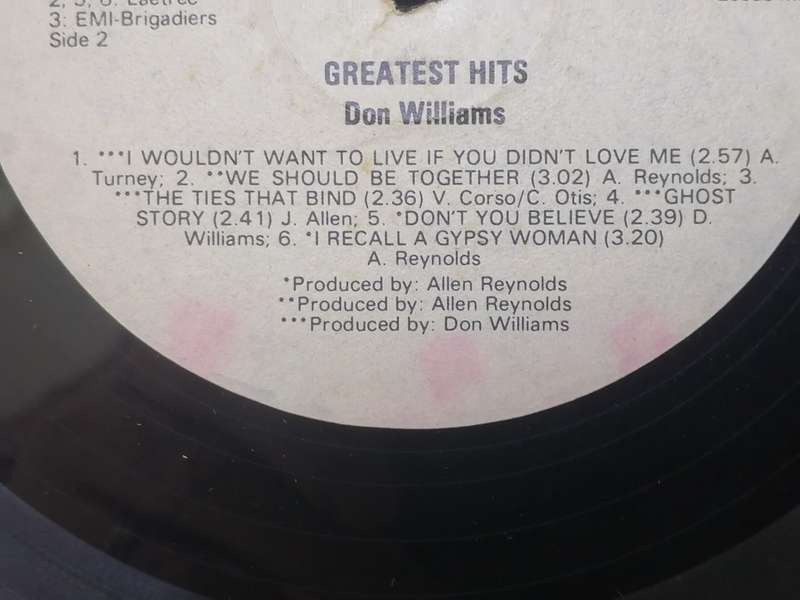 3: EMI-Brigadiers
Side 2
GREATEST HITS
Don Williams
1. ***I WOULDN'T WANT TO LIVE IF YOU DIDN'T LOVE ME (2.57) A.
Turney; 2. **WE SHOULD BE TOGETHER (3.02) A. Reynolds; 3.
***THE TIES THAT BIND (2.36) V. Corso/C. Otis; 4. ***GHOST
STORY (2.41) J. Allen; 5. *DON'T YOU BELIEVE (2.39) D.
Williams; 6. *I RECALL A GYPSY WOMAN (3.20)
A. Reynolds
*Produced by: Allen Reynolds
**Produced by: Allen Reynolds
***Produced by: Don Williams